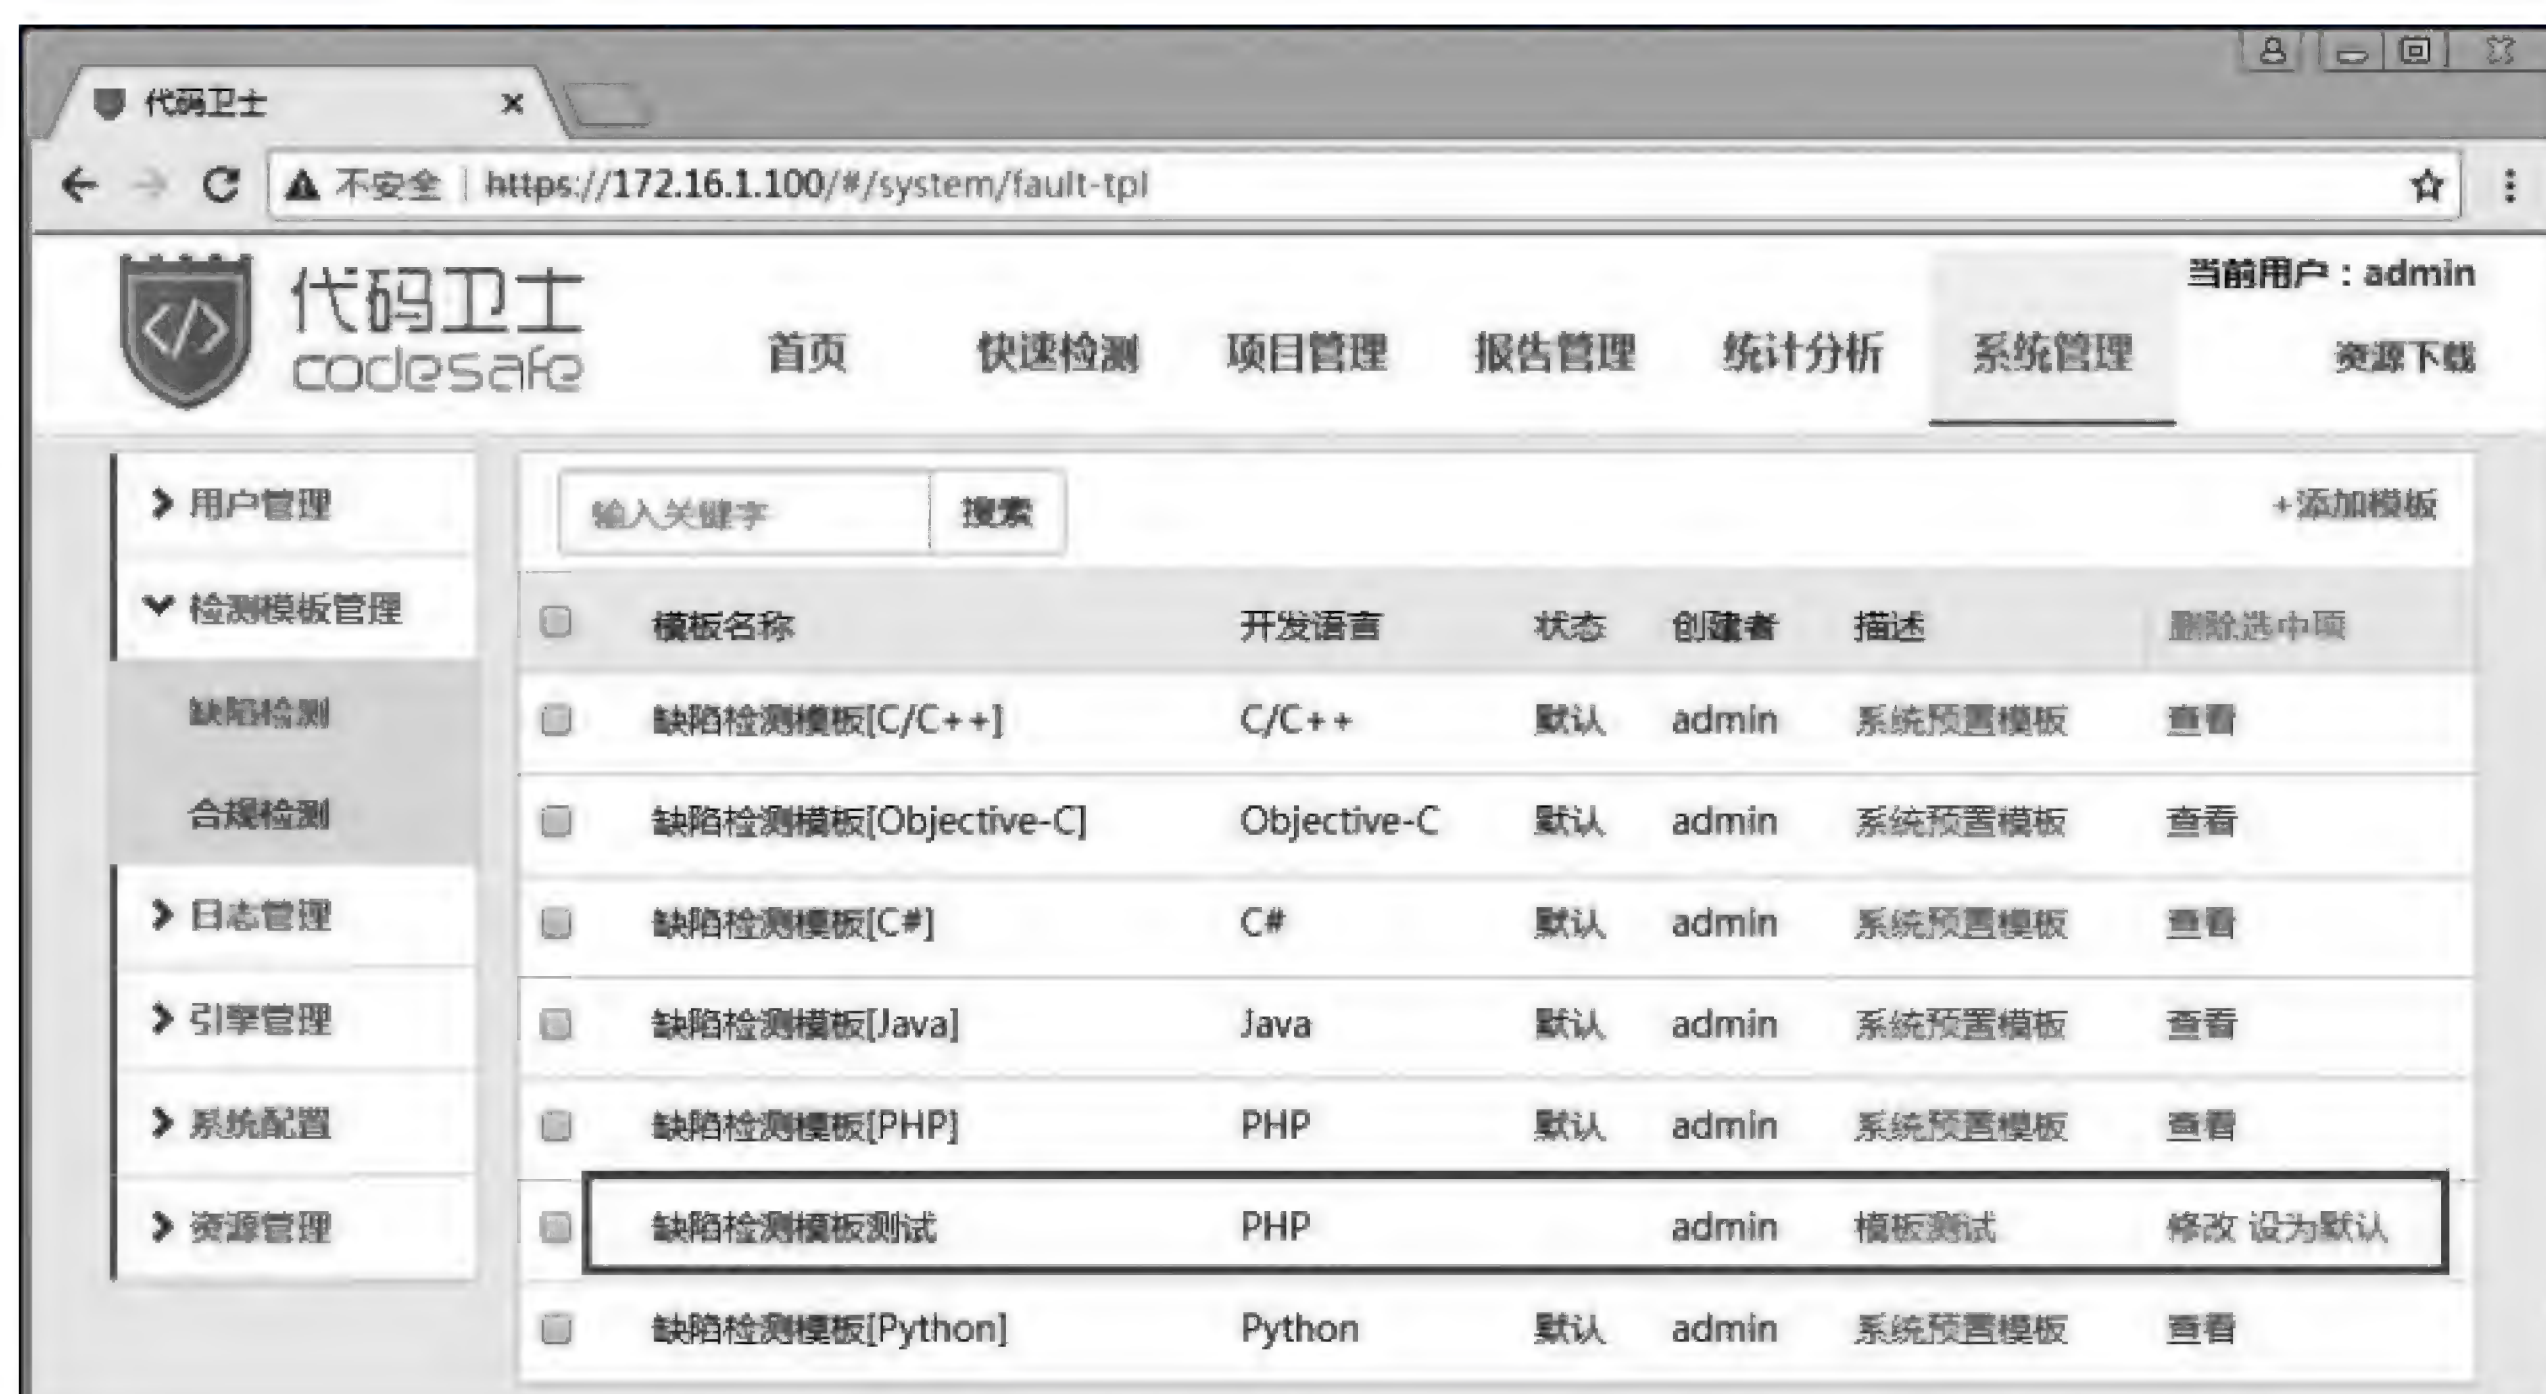 代码卫士
不安全 https://172.16.1.100/#/system/fault-tpl
代码卫士
codesafe
当前用户：admin
首页 快速检测 项目管理 报告管理 统计分析 系统管理 资源下载
用户管理
检测模板管理
缺陷检测
合规检测
日志管理
引擎管理
系统配置
资源管理
输入关键字 搜索 +添加模板
模板名称 开发语言 状态 创建者 描述 删除选中项
缺陷检测模板[C/C++] C/C++ 默认 admin 系统预置模板 查看
缺陷检测模板[Objective-C] Objective-C 默认 admin 系统预置模板 查看
缺陷检测模板[C#] C# 默认 admin 系统预置模板 查看
缺陷检测模板[Java] Java 默认 admin 系统预置模板 查看
缺陷检测模板[PHP] PHP 默认 admin 系统预置模板 查看
缺陷检测模板测试 PHP admin 模板测试 修改 设为默认
缺陷检测模板[Python] Python 默认 admin 系统预置模板 查看